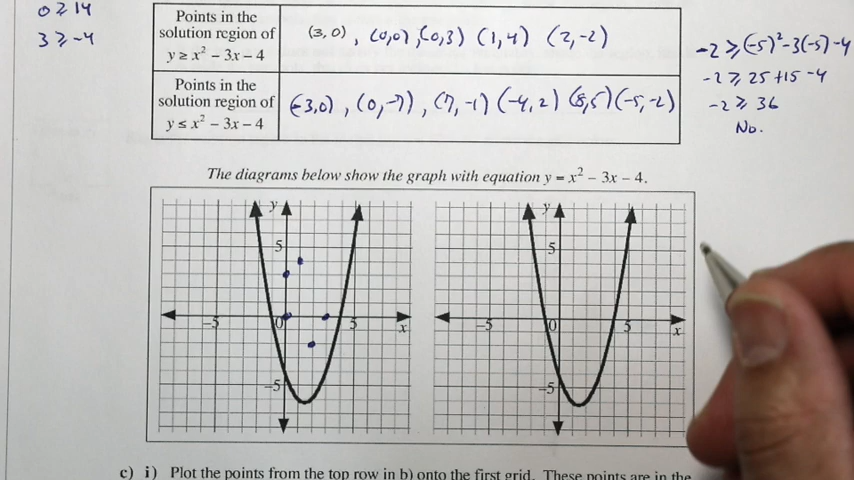 0 ≥ 14
3 ≥ -4
Points in the
solution region of
y ≥ x² – 3x – 4
(3, 0) , (0,0) , (0,3) (1,4) (2,-2)
Points in the
solution region of
y ≤ x² – 3x – 4
(-3,0) , (0,-7) , (7,-1) (-4,2) (8,5) (-5,-2)
-2 ≥ (-5)² -3(-5) -4
-2 ≥ 25 +15 -4
-2 ≥ 36
No.
The diagrams below show the graph with equation y = x² – 3x – 4.
y
5
-5
0
5
x
-5
y
5
-5
0
5
x
-5
c) i) Plot the points from the top row in b) onto the first grid. These points are in the